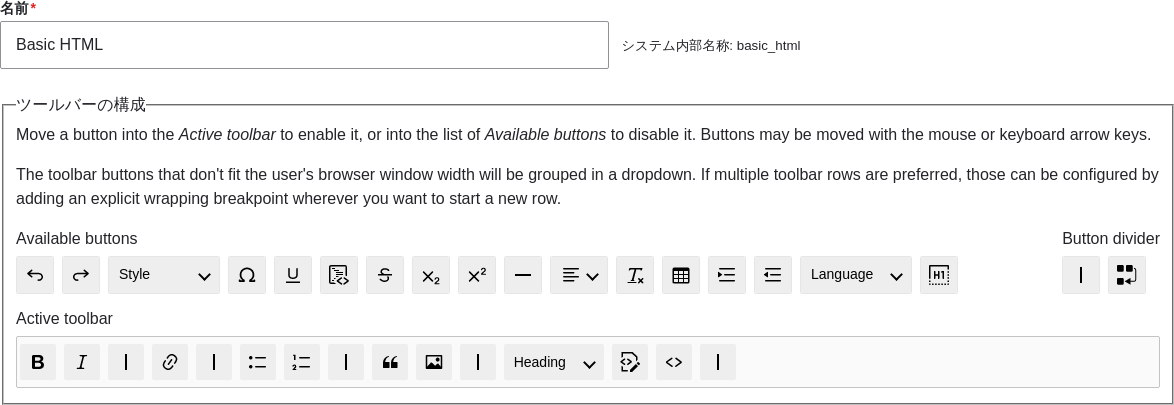 名前*
Basic HTML
システム内部名称: basic_html
ツールバーの構成
Move a button into the Active toolbar to enable it, or into the list of Available buttons to disable it. Buttons may be moved with the mouse or keyboard arrow keys.
The toolbar buttons that don't fit the user's browser window width will be grouped in a dropdown. If multiple toolbar rows are preferred, those can be configured by
adding an explicit wrapping breakpoint wherever you want to start a new row.
Available buttons
Button divider
Style
Language
Active toolbar
Heading